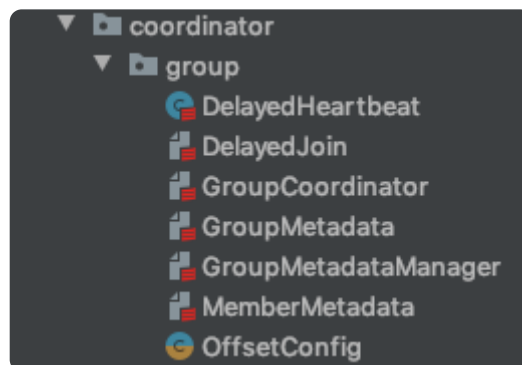 coordinator
group
DelayedHeartbeat
DelayedJoin
GroupCoordinator
GroupMetadata
GroupMetadataManager
MemberMetadata
OffsetConfig